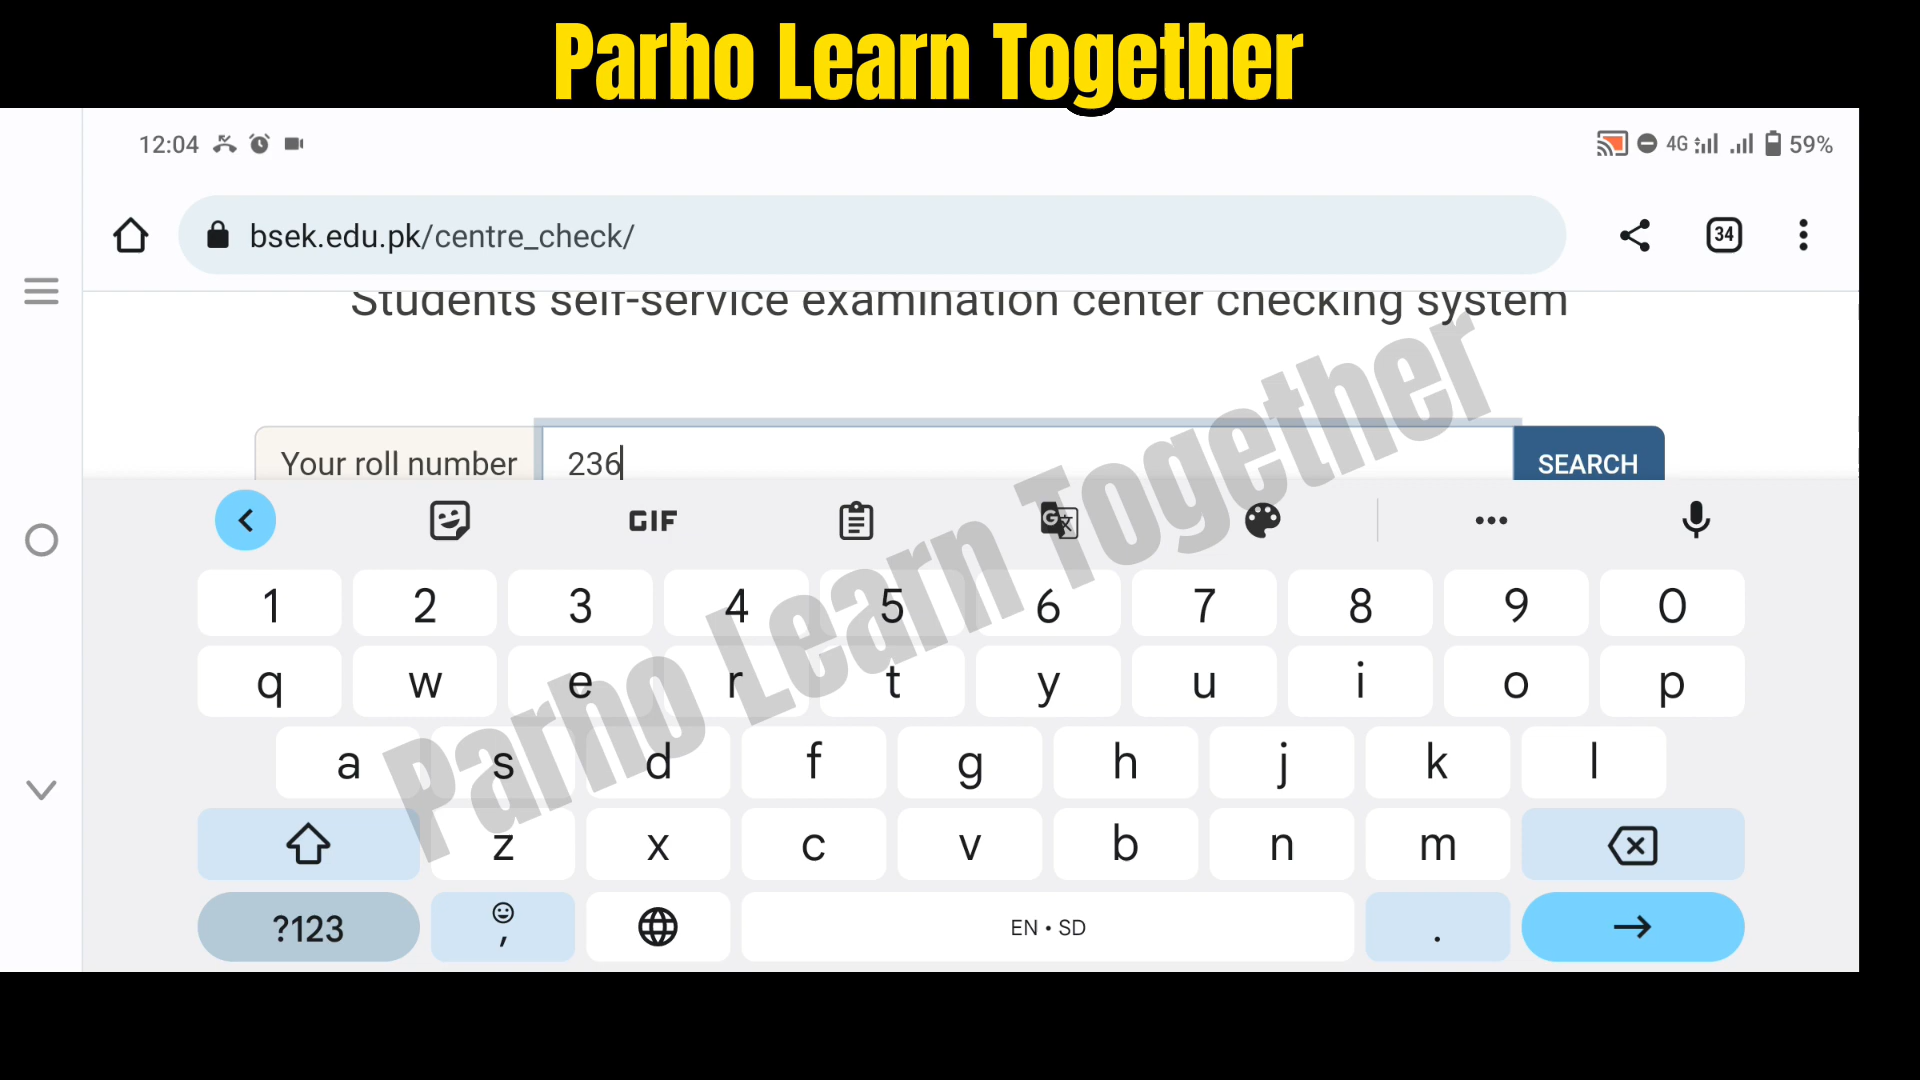 Parho Learn Together
12:04
4G 59%
bsek.edu.pk/centre_check/
34
Students self-service examination center checking system
Your roll number 236 SEARCH
GIF
1 2 3 4 5 6 7 8 9 0
q w e r t y u i o p
a s d f g h j k l
z x c v b n m
?123 , EN • SD .
Parho Learn Together